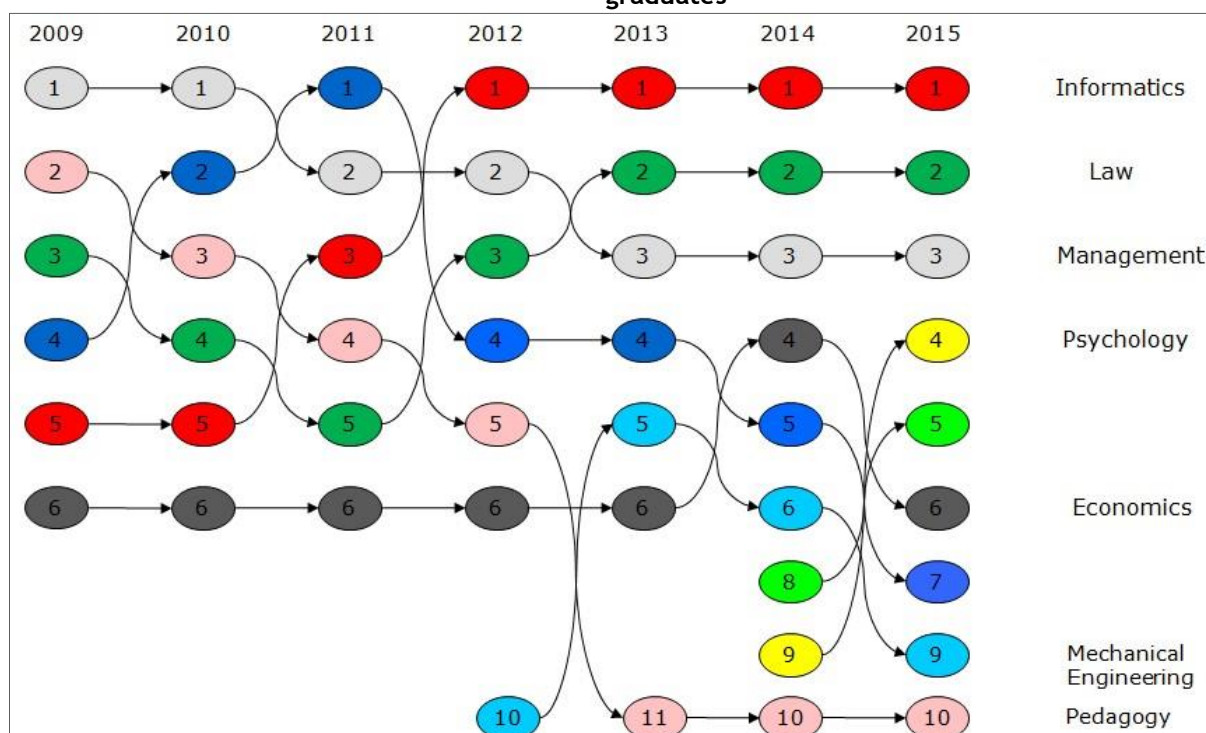 graduates
2009 2010 2011 2012 2013 2014 2015
1 1 1 1 1 1 1 Informatics
2 2 2 2 2 2 2 Law
3 3 3 3 3 3 3 Management
4 4 4 4 4 4 4 Psychology
5 5 5 5 5 5 5
6 6 6 6 6 6 6 Economics
8 7
9 9 Mechanical
Engineering
10 11 10 10 Pedagogy